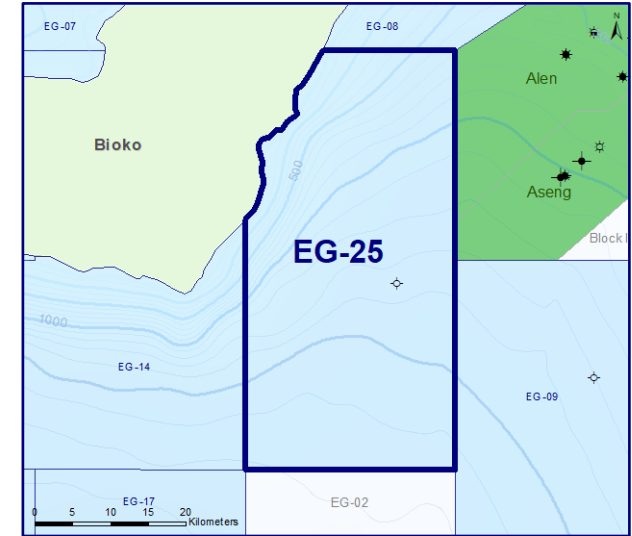 EG-07
EG-08
N
Alen
Bioko
500
Aseng
Block I
EG-25
1000
EG-14
EG-09
EG-17
EG-02
0 5 10 15 20
Kilometers